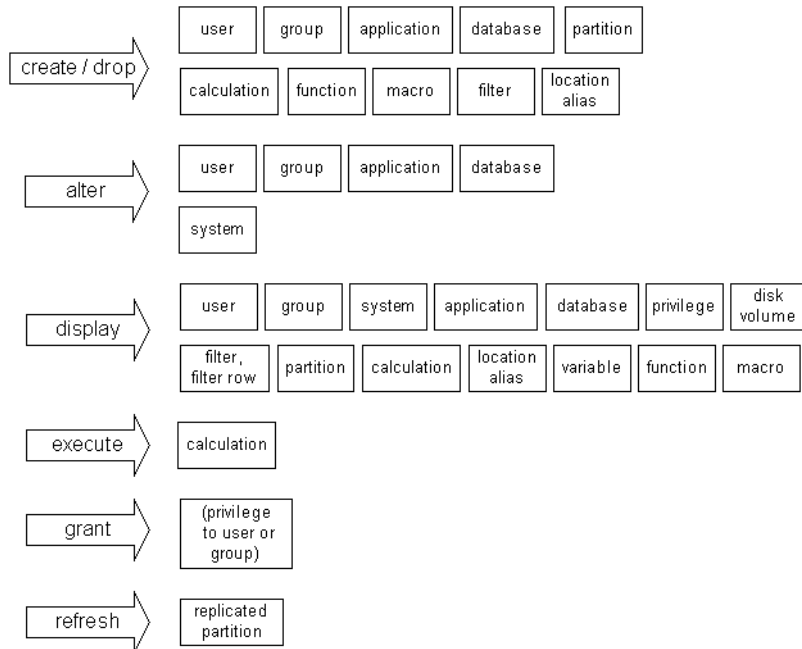 create / drop
user
group
application
database
partition
calculation
function
macro
filter
location
alias
alter
user
group
application
database
system
display
user
group
system
application
database
privilege
disk
volume
filter,
filter row
partition
calculation
location
alias
variable
function
macro
execute
calculation
grant
(privilege
to user or
group)
refresh
replicated
partition